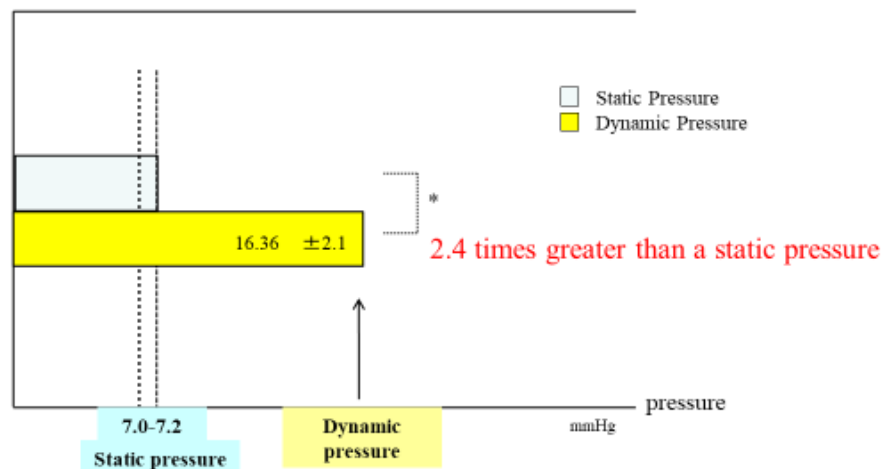 Static Pressure
Dynamic Pressure
*
16.36 ±2.1
2.4 times greater than a static pressure
pressure
mmHg
7.0-7.2
Static pressure
Dynamic
pressure